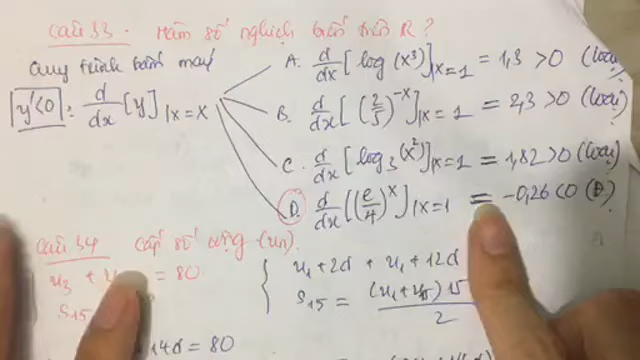 Câu 33. Hàm số nghịch biến trên R?
Quy trình bấm máy
y'<0 : d/dx [y] |x=x
A. d/dx [log(x³)]|x=1 = 1,3 >0 (loại)
B. d/dx [(2/5)^-x]|x=1 = 2,3 >0 (loại)
C. d/dx [log₃(x²)]|x=1 = 1,82 >0 (loại)
D. d/dx [(e/4)^x]|x=1 = -0,26 <0 (Đ)
Câu 34 Cấp số cộng (un).
u₃ + u = 80
S₁₅
u₁ + 2d + u₁ + 12d
S₁₅ = (u₁ + u₁₅) 15 / 2
14d = 80